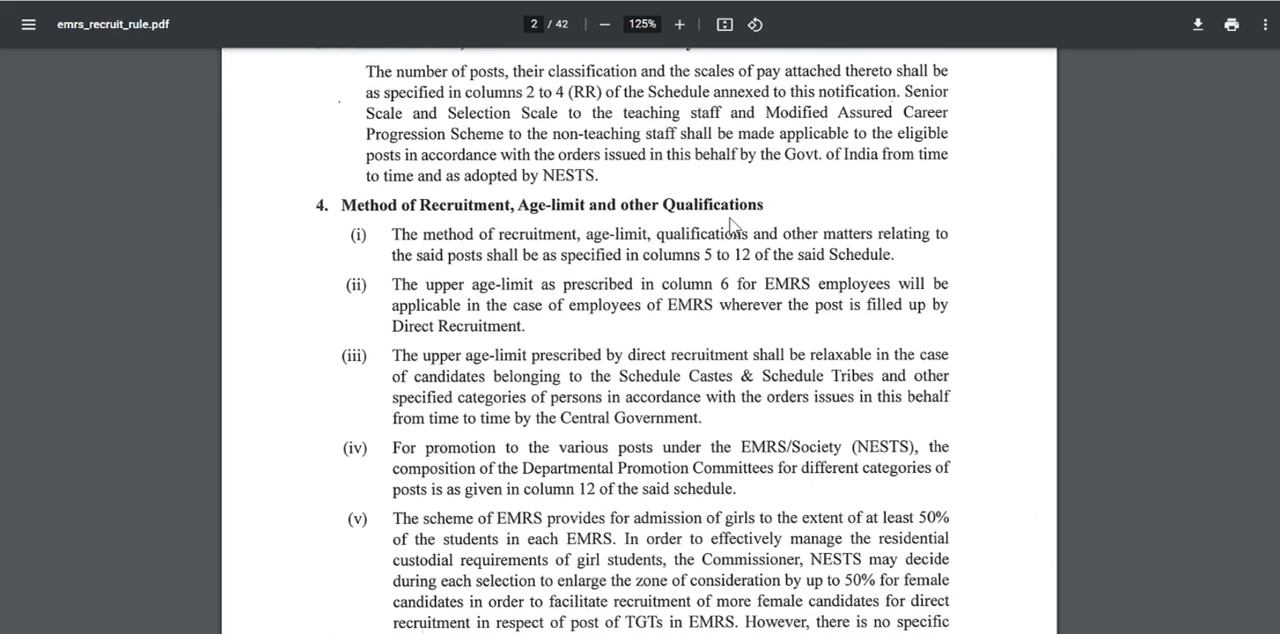 emrs_recruit_rule.pdf
2 / 42
125%
The number of posts, their classification and the scales of pay attached thereto shall be
as specified in columns 2 to 4 (RR) of the Schedule annexed to this notification. Senior
Scale and Selection Scale to the teaching staff and Modified Assured Career
Progression Scheme to the non-teaching staff shall be made applicable to the eligible
posts in accordance with the orders issued in this behalf by the Govt. of India from time
to time and as adopted by NESTS.
4. Method of Recruitment, Age-limit and other Qualifications
(i) The method of recruitment, age-limit, qualifications and other matters relating to
the said posts shall be as specified in columns 5 to 12 of the said Schedule.
(ii) The upper age-limit as prescribed in column 6 for EMRS employees will be
applicable in the case of employees of EMRS wherever the post is filled up by
Direct Recruitment.
(iii) The upper age-limit prescribed by direct recruitment shall be relaxable in the case
of candidates belonging to the Schedule Castes & Schedule Tribes and other
specified categories of persons in accordance with the orders issues in this behalf
from time to time by the Central Government.
(iv) For promotion to the various posts under the EMRS/Society (NESTS), the
composition of the Departmental Promotion Committees for different categories of
posts is as given in column 12 of the said schedule.
(v) The scheme of EMRS provides for admission of girls to the extent of at least 50%
of the students in each EMRS. In order to effectively manage the residential
custodial requirements of girl students, the Commissioner, NESTS may decide
during each selection to enlarge the zone of consideration by up to 50% for female
candidates in order to facilitate recruitment of more female candidates for direct
recruitment in respect of post of TGTs in EMRS. However, there is no specific